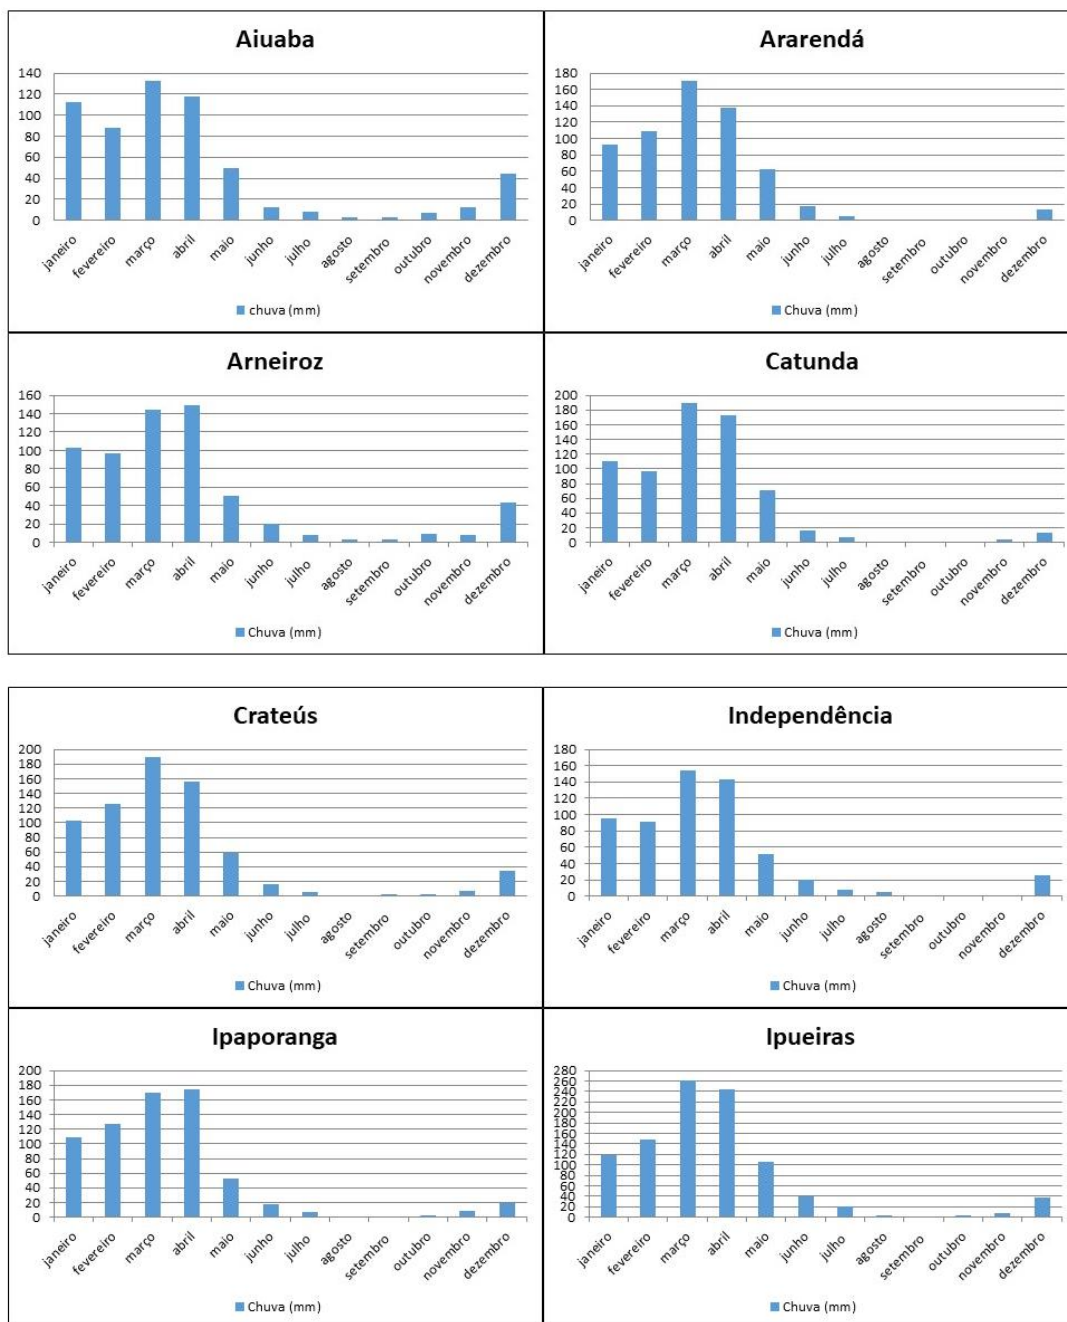 Aiuaba
140
120
100
80
60
40
20
0
janeiro
fevereiro
março
abril
maio
junho
julho
agosto
setembro
outubro
novembro
dezembro
chuva (mm)
Ararendá
180
160
140
120
100
80
60
40
20
0
janeiro
fevereiro
março
abril
maio
junho
julho
agosto
setembro
outubro
novembro
dezembro
Chuva (mm)
Arneiroz
160
140
120
100
80
60
40
20
0
janeiro
fevereiro
março
abril
maio
junho
julho
agosto
setembro
outubro
novembro
dezembro
Chuva (mm)
Catunda
200
180
160
140
120
100
80
60
40
20
0
janeiro
fevereiro
março
abril
maio
junho
julho
agosto
setembro
outubro
novembro
dezembro
Chuva (mm)
Crateús
200
180
160
140
120
100
80
60
40
20
0
janeiro
fevereiro
março
abril
maio
junho
julho
agosto
setembro
outubro
novembro
dezembro
Chuva (mm)
Independência
180
160
140
120
100
80
60
40
20
0
janeiro
fevereiro
março
abril
maio
junho
julho
agosto
setembro
outubro
novembro
dezembro
Chuva (mm)
Ipaporanga
200
180
160
140
120
100
80
60
40
20
0
janeiro
fevereiro
março
abril
maio
junho
julho
agosto
setembro
outubro
novembro
dezembro
Chuva (mm)
Ipueiras
280
260
240
220
200
180
160
140
120
100
80
60
40
20
0
janeiro
fevereiro
março
abril
maio
junho
julho
agosto
setembro
outubro
novembro
dezembro
Chuva (mm)